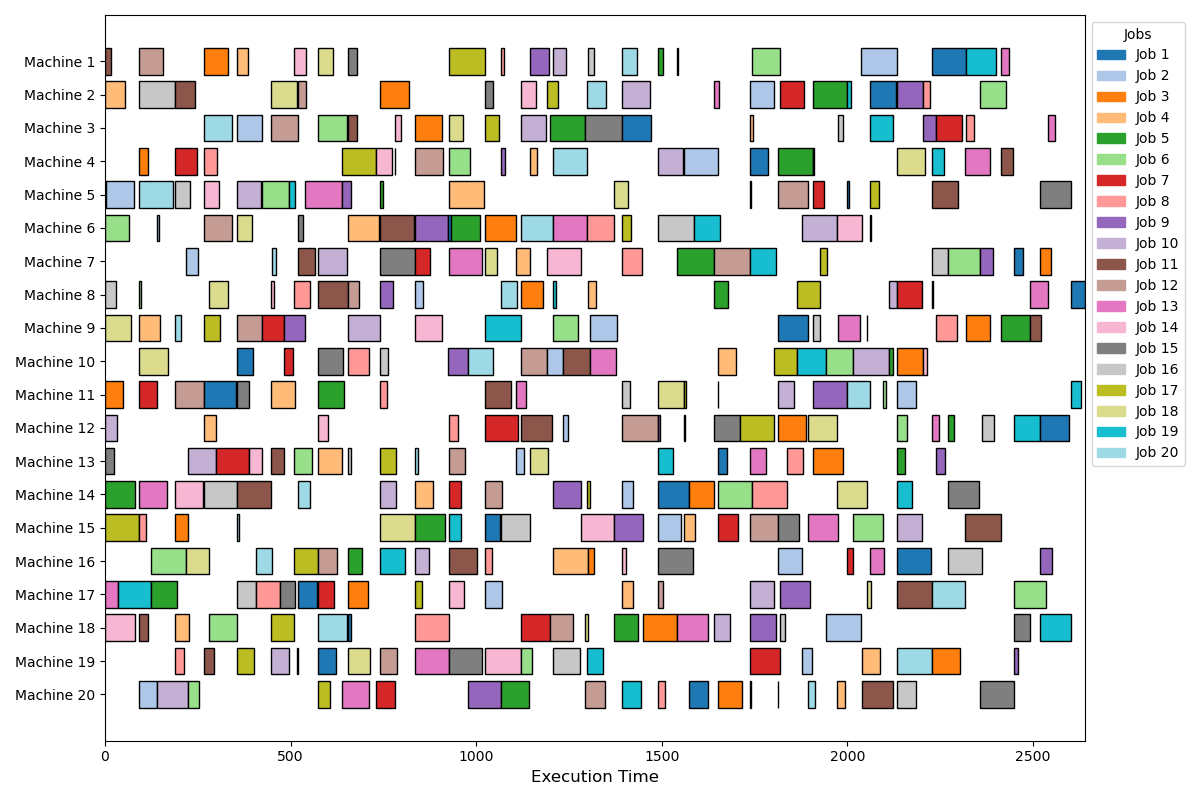 Machine 1
Machine 2
Machine 3
Machine 4
Machine 5
Machine 6
Machine 7
Machine 8
Machine 9
Machine 10
Machine 11
Machine 12
Machine 13
Machine 14
Machine 15
Machine 16
Machine 17
Machine 18
Machine 19
Machine 20
0 500 1000 1500 2000 2500
Execution Time
Jobs
Job 1
Job 2
Job 3
Job 4
Job 5
Job 6
Job 7
Job 8
Job 9
Job 10
Job 11
Job 12
Job 13
Job 14
Job 15
Job 16
Job 17
Job 18
Job 19
Job 20